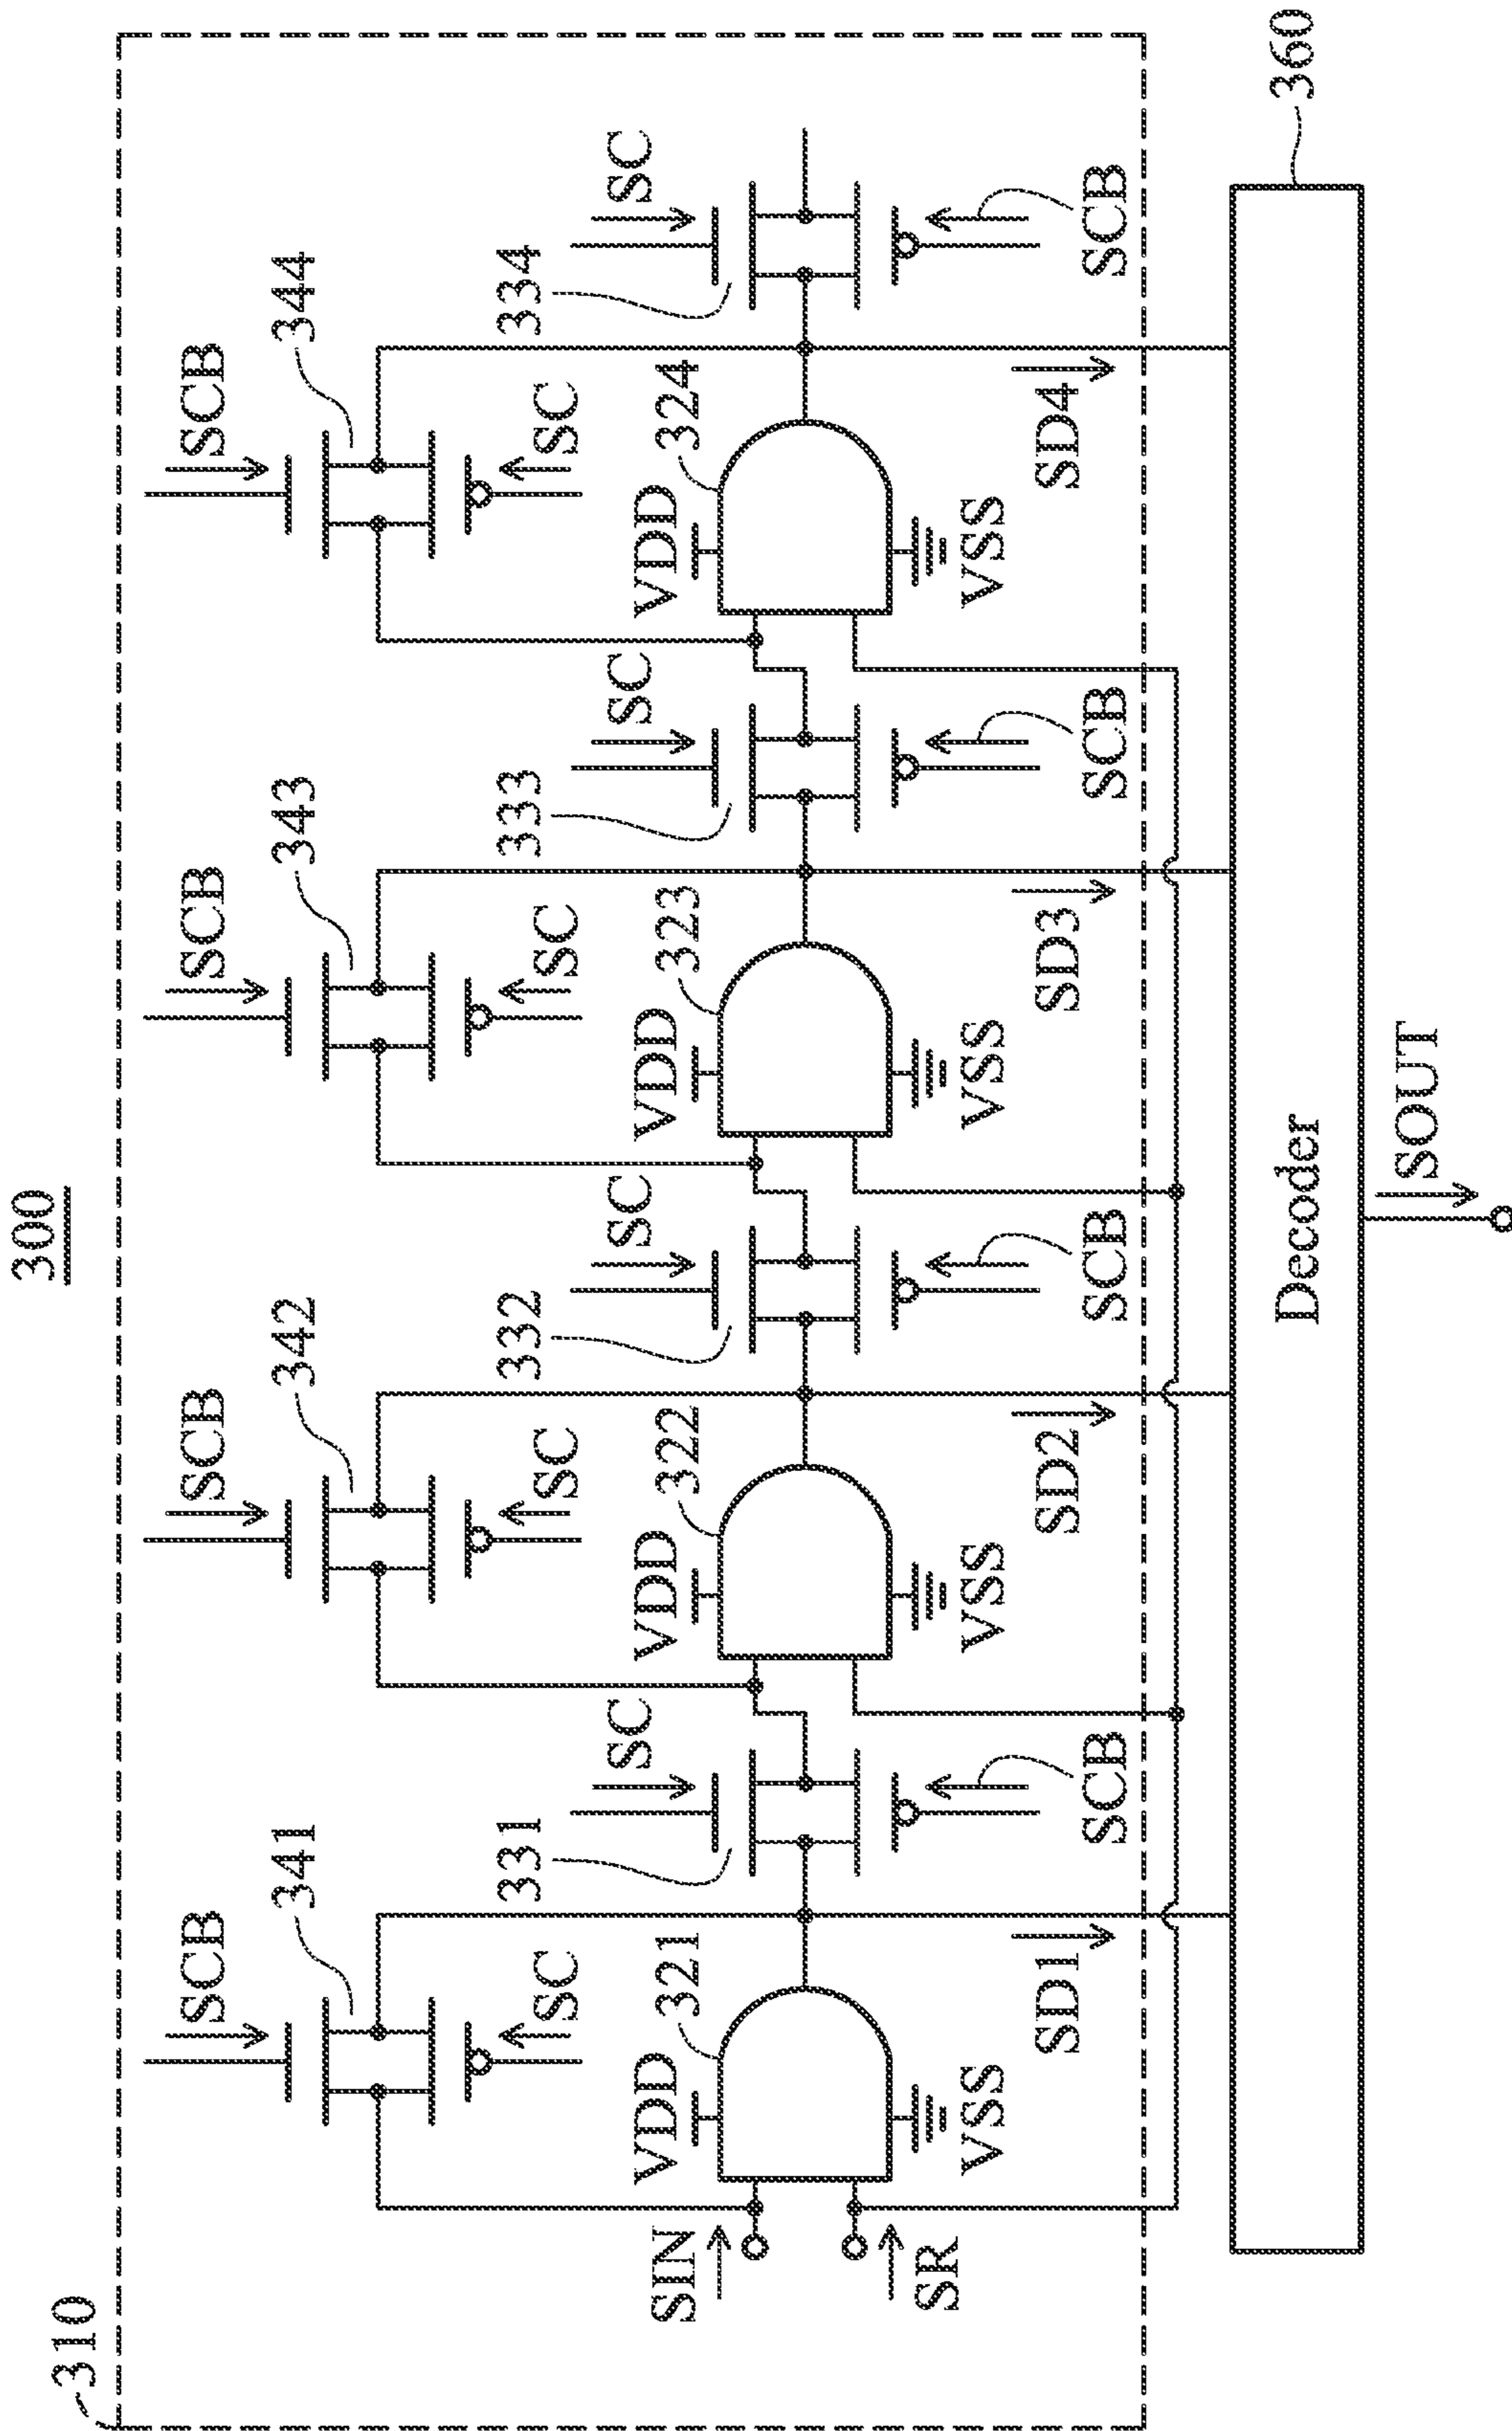 300
310
SCB
341
SC
SCB
342
SC
SCB
343
SC
SCB
344
SC
331
SC
332
SC
333
SC
334
SC
SIN
VDD
321
VDD
322
VDD
323
VDD
324
SR
VSS
VSS
VSS
VSS
SD1
SCB
SD2
SCB
SD3
SCB
SD4
SCB
Decoder
360
SOUT